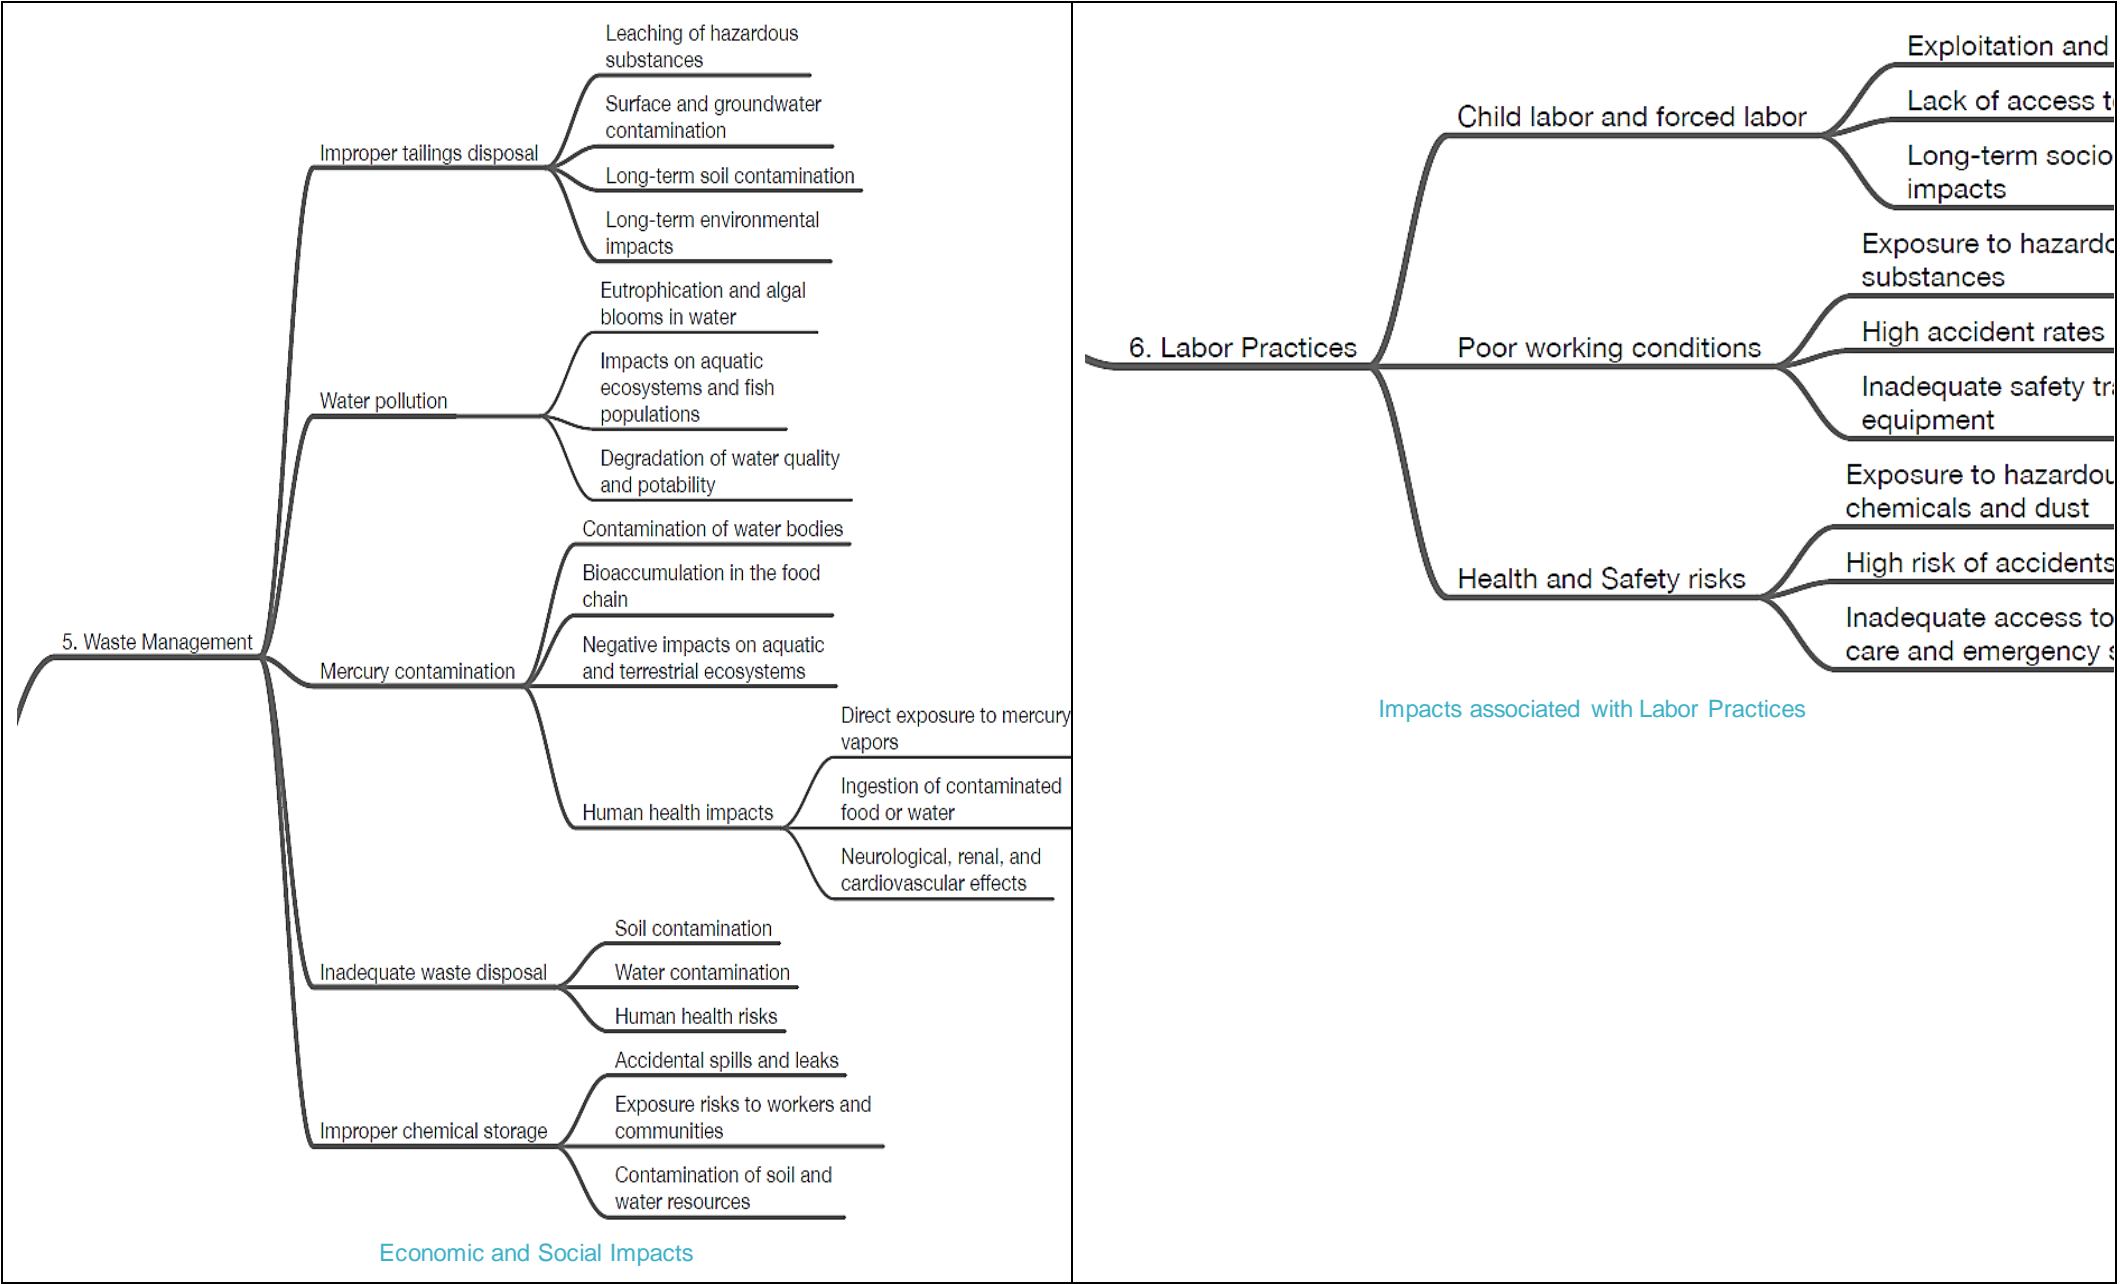 Leaching of hazardous
substances
Surface and groundwater
contamination
Improper tailings disposal
Long-term soil contamination
Long-term environmental
impacts
Eutrophication and algal
blooms in water
Impacts on aquatic
ecosystems and fish
populations
Water pollution
Degradation of water quality
and potability
Contamination of water bodies
Bioaccumulation in the food
chain
5. Waste Management
Negative impacts on aquatic
and terrestrial ecosystems
Mercury contamination
Direct exposure to mercury
vapors
Ingestion of contaminated
food or water
Human health impacts
Neurological, renal, and
cardiovascular effects
Soil contamination
Inadequate waste disposal
Water contamination
Human health risks
Accidental spills and leaks
Exposure risks to workers and
communities
Improper chemical storage
Contamination of soil and
water resources
Economic and Social Impacts
Exploitation and
Child labor and forced labor
Lack of access
Long-term socio
impacts
Exposure to
substances
6. Labor Practices
Poor working conditions
High accident rates
Inadequate safety
equipment
Exposure to
chemicals and dust
Health and Safety risks
High risk of accidents
Inadequate access to
care and emergency
Impacts associated with Labor Practices